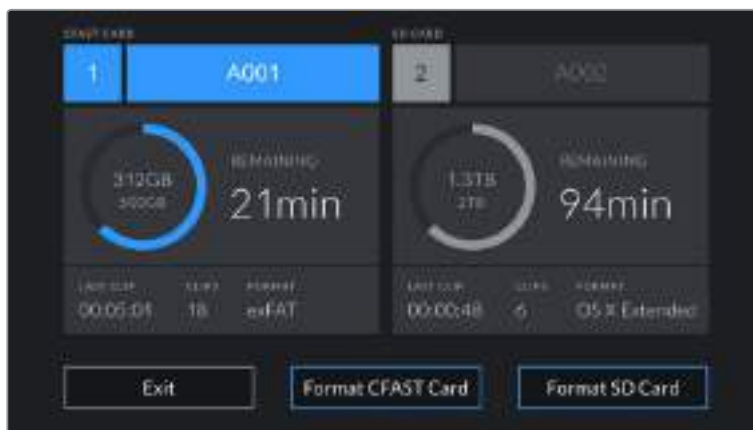 CFAST CARD
1 A001
312GB
500GB
REMAINING
21min
LAST CLIP CLIPS FORMAT
00:05:01 18 exFAT
SD CARD
2 A002
1.3TB
2TB
REMAINING
94min
LAST CLIP CLIPS FORMAT
00:00:48 6 OS X Extended
Exit
Format CFAST Card
Format SD Card